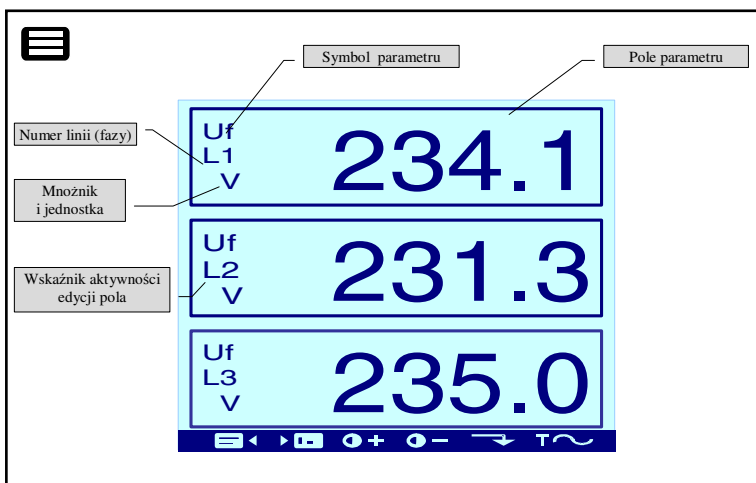 Symbol parametru
Pole parametru
Numer linii (fazy)
Mnożnik
i jednostka
Wskaźnik aktywności
edycji pola
Uf
L1
V
234.1
Uf
L2
V
231.3
Uf
L3
V
235.0
T